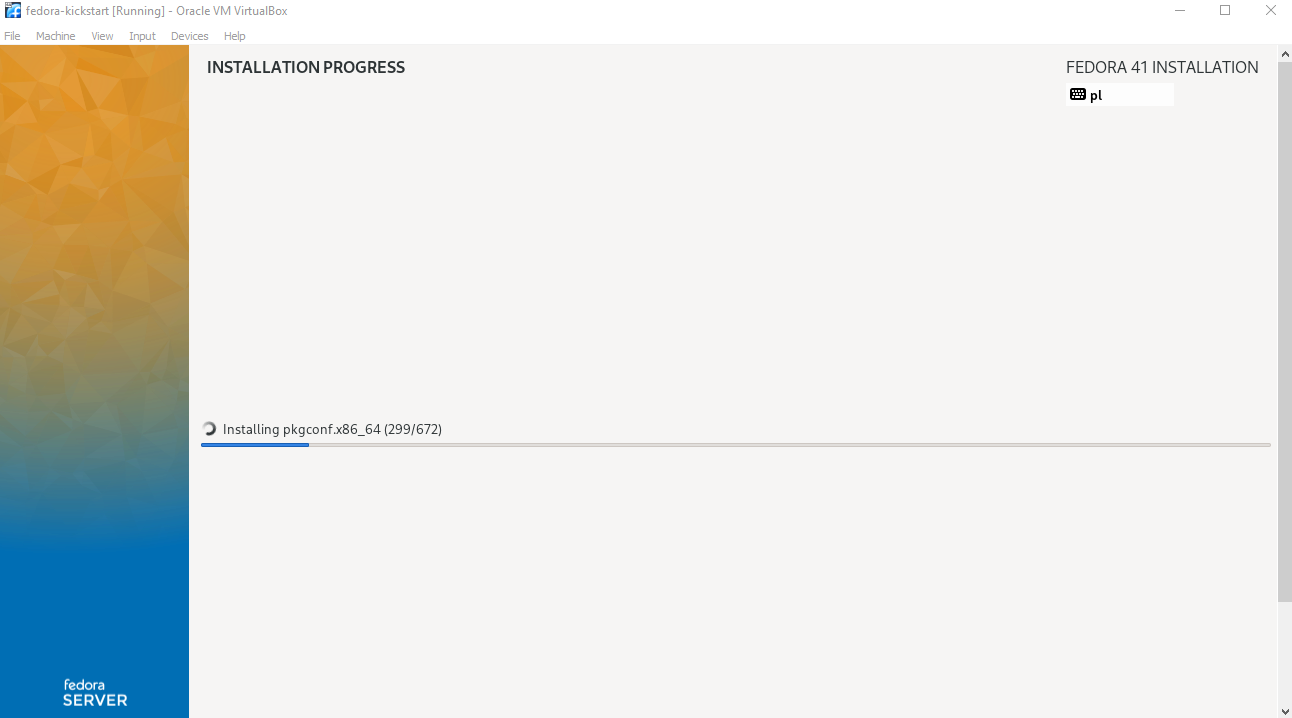 fedora-kickstart [Running] - Oracle VM VirtualBox
File Machine View Input Devices Help
INSTALLATION PROGRESS
FEDORA 41 INSTALLATION
pl
Installing pkgconf.x86_64 (299/672)
fedora
SERVER